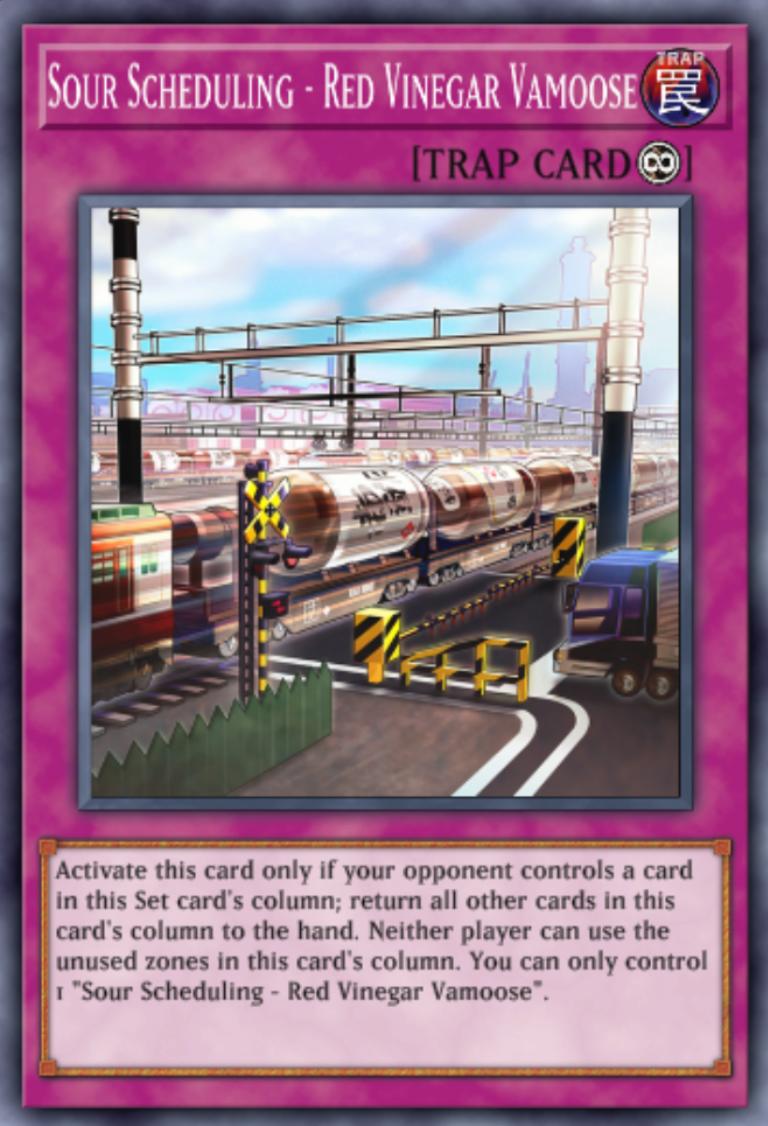 SOUR SCHEDULING - RED VINEGAR VAMOOSE
TRAP
罠
[TRAP CARD]
Activate this card only if your opponent controls a card
in this Set card's column; return all other cards in this
card's column to the hand. Neither player can use the
unused zones in this card's column. You can only control
1 "Sour Scheduling - Red Vinegar Vamoose".